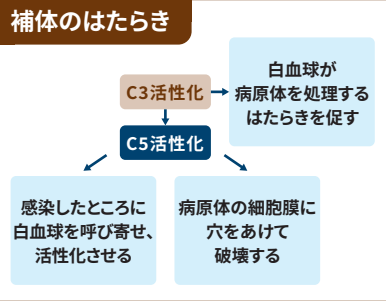 補体のはたらき
C3活性化
白血球が
病原体を処理する
はたらきを促す
C5活性化
感染したところに
白血球を呼び寄せ、
活性化させる
病原体の細胞膜に
穴をあけて
破壊する